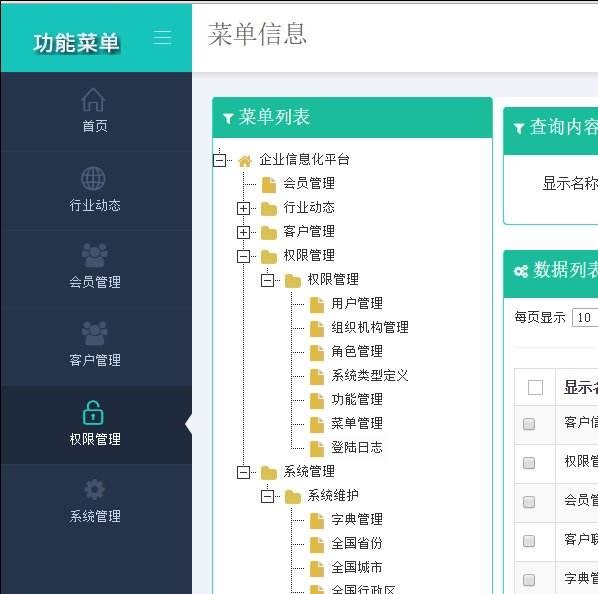 功能菜单
菜单信息
首页
行业动态
会员管理
客户管理
权限管理
系统管理
菜单列表
企业信息化平台
会员管理
行业动态
客户管理
权限管理
权限管理
用户管理
组织机构管理
角色管理
系统类型定义
功能管理
菜单管理
登陆日志
系统管理
系统维护
字典管理
全国省份
全国城市
全国行政区
查询内容
显示名称
数据列表
每页显示 10
显示名
客户信
权限管
会员管
客户联
字典管